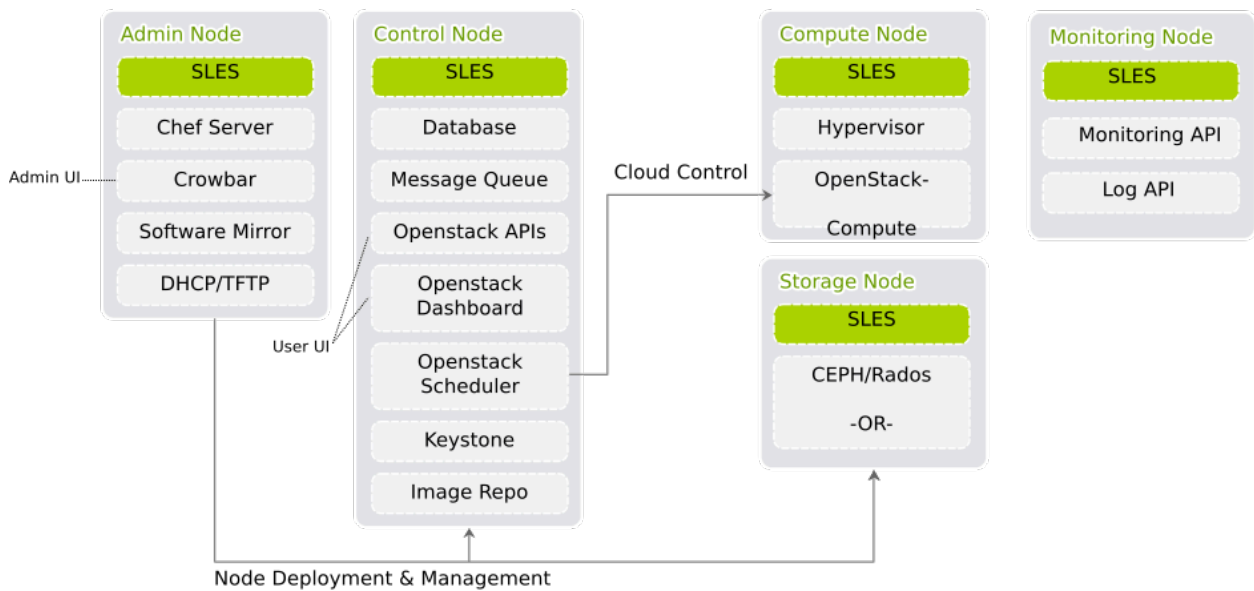 Admin Node
SLES
Chef Server
Crowbar
Software Mirror
DHCP/TFTP
Admin UI
Control Node
SLES
Database
Message Queue
Openstack APIs
Openstack
Dashboard
Openstack
Scheduler
Keystone
Image Repo
User UI
Cloud Control
Compute Node
SLES
Hypervisor
OpenStack-
Compute
Storage Node
SLES
CEPH/Rados
-OR-
Monitoring Node
SLES
Monitoring API
Log API
Node Deployment & Management